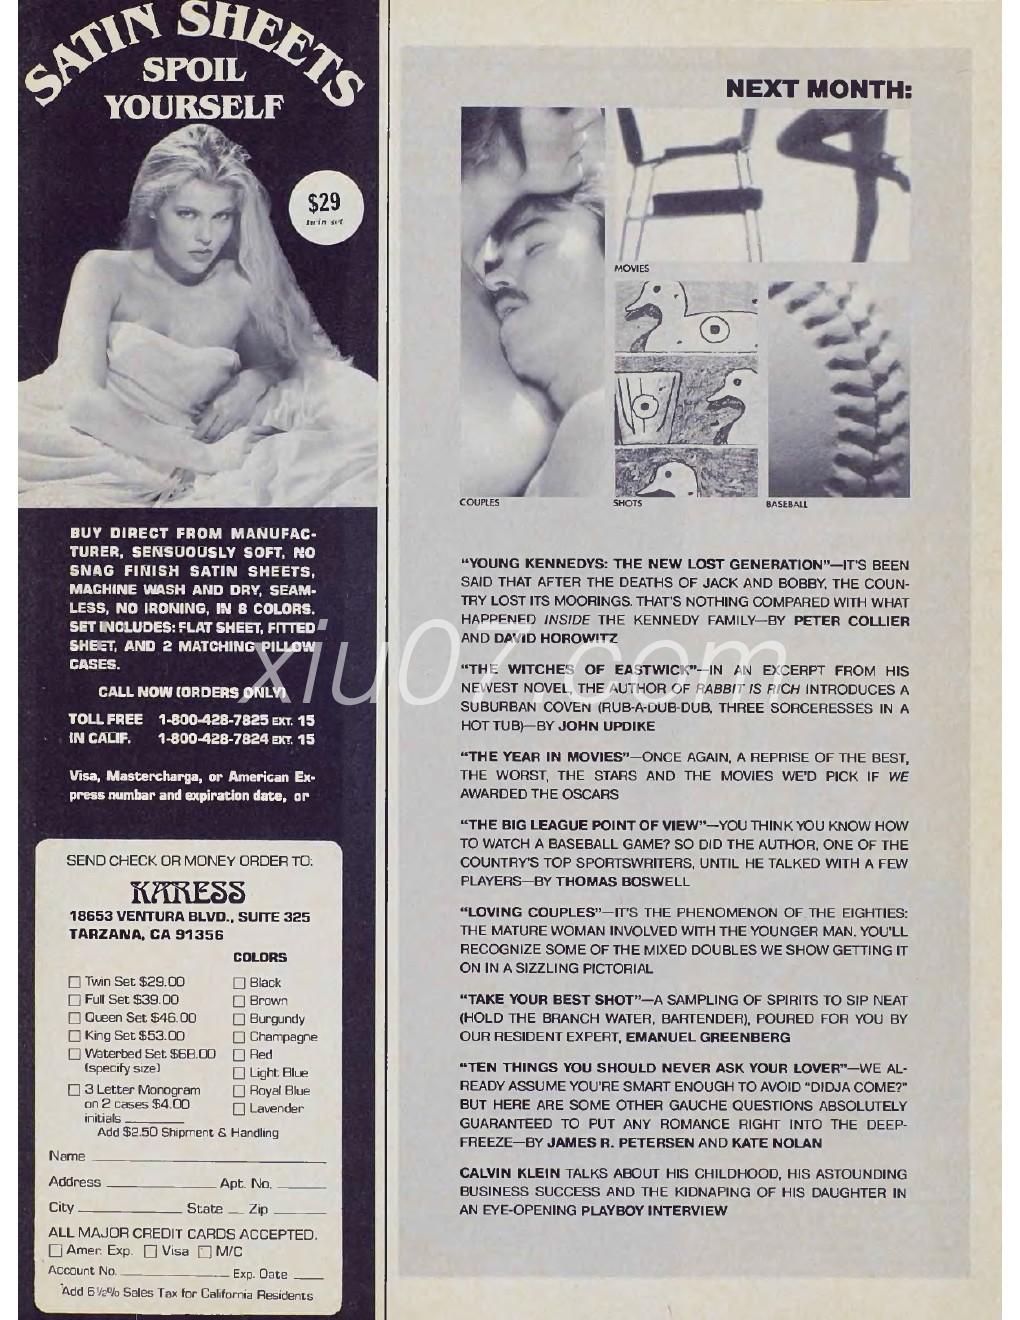 SATIN SHEETS
SPOIL
YOURSELF
$29
twin set
BUY DIRECT FROM MANUFAC-
TURER, SENSUOUSLY SOFT, NO
SNAG FINISH SATIN SHEETS,
MACHINE WASH AND DRY, SEAM-
LESS, NO IRONING, IN 8 COLORS.
SET INCLUDES: FLAT SHEET, FITTED
SHEET, AND 2 MATCHING PILLOW
CASES.
CALL NOW (ORDERS ONLY)
TOLL FREE 1-800-428-7825 EXT. 15
IN CALIF. 1-800-428-7824 EXT. 15
Visa, Mastercharga, or American Ex-
press numbar and expiration date, or
SEND CHECK OR MONEY ORDER TO:
KARESS
18653 VENTURA BLVD., SUITE 325
TARZANA, CA 91356
COLORS
Twin Set $29.00
Full Set $39.00
Queen Set $46.00
King Set $53.00
Waterbed Set $68.00
(specify size)
3 Letter Monogram
on 2 cases $4.00
initials
Black
Brown
Burgundy
Champagne
Red
Light Blue
Royal Blue
Lavender
Add $2.50 Shipment & Handling
Name
Address Apt. No.
City State Zip
ALL MAJOR CREDIT CARDS ACCEPTED.
Amer. Exp. Visa M/C
Account No. Exp. Date
Add 6½% Sales Tax for California Residents
NEXT MONTH:
MOVIES
COUPLES
SHOTS
BASEBALL
"YOUNG KENNEDYS: THE NEW LOST GENERATION"—IT'S BEEN
SAID THAT AFTER THE DEATHS OF JACK AND BOBBY, THE COUN-
TRY LOST ITS MOORINGS. THAT'S NOTHING COMPARED WITH WHAT
HAPPENED INSIDE THE KENNEDY FAMILY—BY PETER COLLIER
AND DAVID HOROWITZ
"THE WITCHES OF EASTWICK"—IN AN EXCERPT FROM HIS
NEWEST NOVEL, THE AUTHOR OF RABBIT IS RICH INTRODUCES A
SUBURBAN COVEN (RUB-A-DUB-DUB, THREE SORCERESSES IN A
HOT TUB)—BY JOHN UPDIKE
"THE YEAR IN MOVIES"—ONCE AGAIN, A REPRISE OF THE BEST,
THE WORST, THE STARS AND THE MOVIES WE'D PICK IF WE
AWARDED THE OSCARS
"THE BIG LEAGUE POINT OF VIEW"—YOU THINK YOU KNOW HOW
TO WATCH A BASEBALL GAME? SO DID THE AUTHOR, ONE OF THE
COUNTRY'S TOP SPORTSWRITERS, UNTIL HE TALKED WITH A FEW
PLAYERS—BY THOMAS BOSWELL
"LOVING COUPLES"—IT'S THE PHENOMENON OF THE EIGHTIES:
THE MATURE WOMAN INVOLVED WITH THE YOUNGER MAN. YOU'LL
RECOGNIZE SOME OF THE MIXED DOUBLES WE SHOW GETTING IT
ON IN A SIZZLING PICTORIAL
"TAKE YOUR BEST SHOT"—A SAMPLING OF SPIRITS TO SIP NEAT
(HOLD THE BRANCH WATER, BARTENDER), POURED FOR YOU BY
OUR RESIDENT EXPERT, EMANUEL GREENBERG
"TEN THINGS YOU SHOULD NEVER ASK YOUR LOVER"—WE AL-
READY ASSUME YOU'RE SMART ENOUGH TO AVOID "DIDJA COME?"
BUT HERE ARE SOME OTHER GAUCHE QUESTIONS ABSOLUTELY
GUARANTEED TO PUT ANY ROMANCE RIGHT INTO THE DEEP-
FREEZE—BY JAMES R. PETERSEN AND KATE NOLAN
CALVIN KLEIN TALKS ABOUT HIS CHILDHOOD, HIS ASTOUNDING
BUSINESS SUCCESS AND THE KIDNAPING OF HIS DAUGHTER IN
AN EYE-OPENING PLAYBOY INTERVIEW
xiu07.com